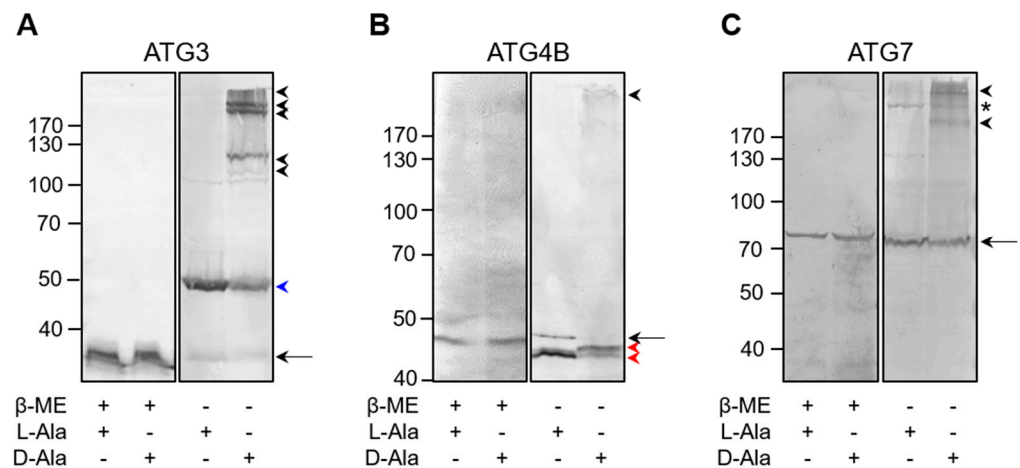 A B C
ATG3 ATG4B ATG7
170 170 170
130 130 130
100 100 100 *
70 70 70
50 50 50
40 40 40
β-ME + + - - β-ME + + - - β-ME + + - -
L-Ala + - + - L-Ala + - + - L-Ala + - + -
D-Ala - + - + D-Ala - + - + D-Ala - + - +